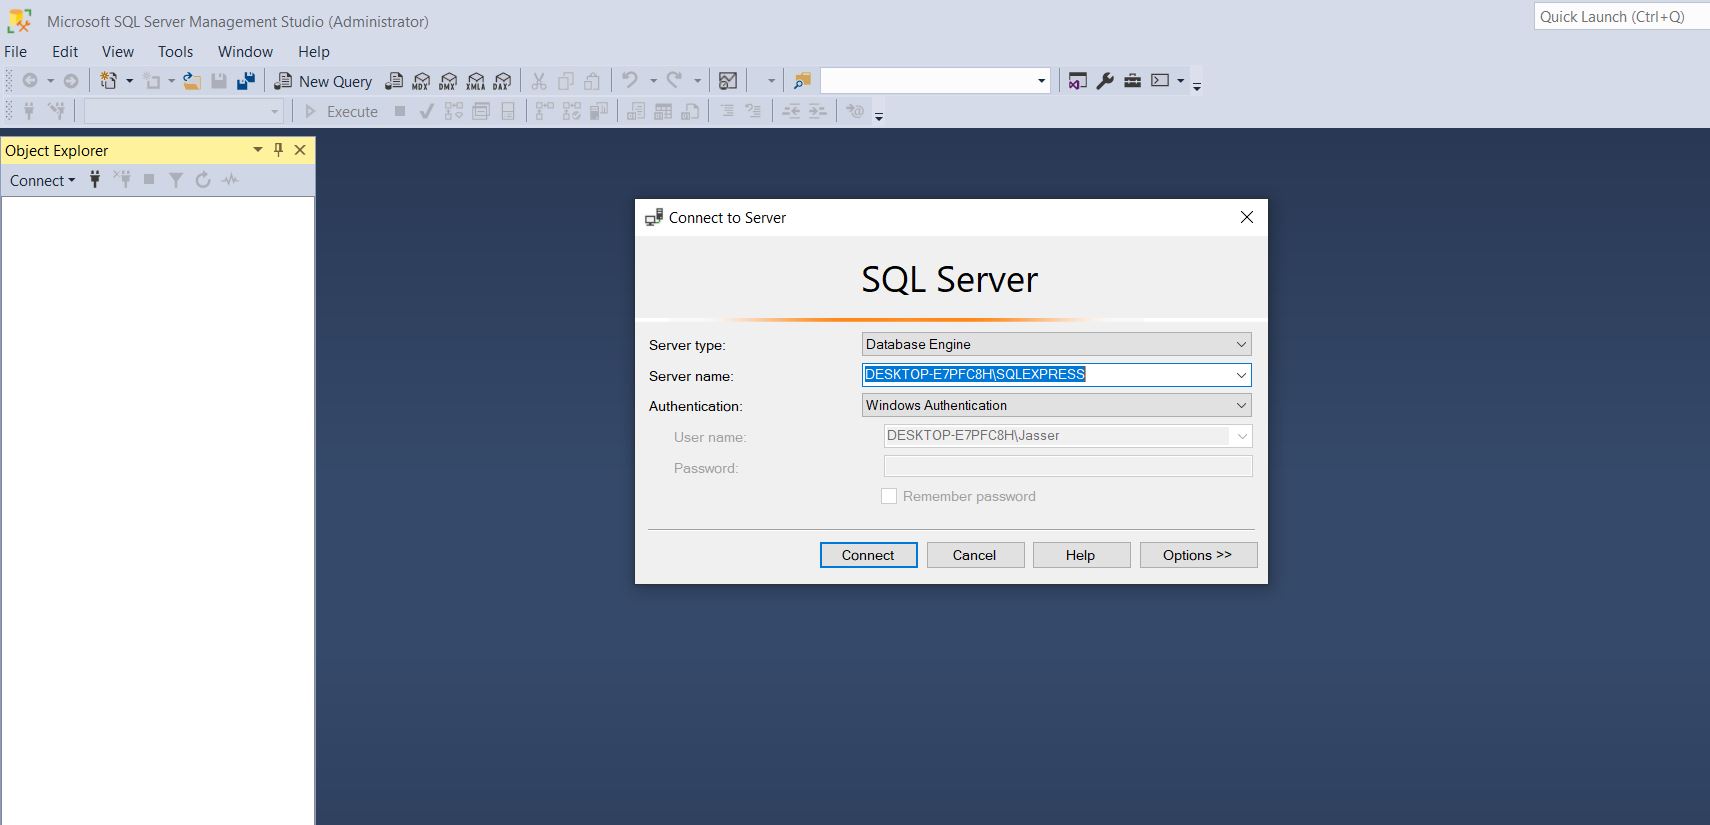 Microsoft SQL Server Management Studio (Administrator)
Quick Launch (Ctrl+Q)
File Edit View Tools Window Help
New Query MDX DMX XMLA DAX
Execute
Object Explorer
Connect
Connect to Server
SQL Server
Server type: Database Engine
Server name: DESKTOP-E7PFC8H\SQLEXPRESS
Authentication: Windows Authentication
User name: DESKTOP-E7PFC8H\Jasser
Password:
Remember password
Connect Cancel Help Options >>